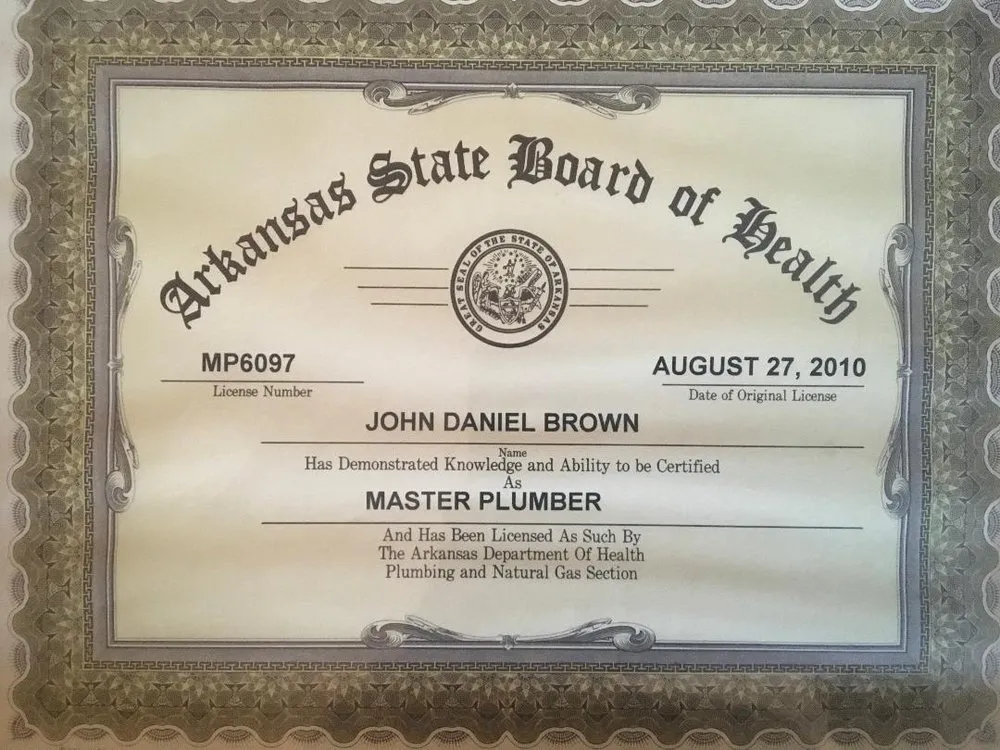 Arkansas State Board of Health
GREAT SEAL OF THE STATE OF ARKANSAS
MP6097
License Number
AUGUST 27, 2010
Date of Original License
JOHN DANIEL BROWN
Name
Has Demonstrated Knowledge and Ability to be Certified
As
MASTER PLUMBER
And Has Been Licensed As Such By
The Arkansas Department Of Health
Plumbing and Natural Gas Section